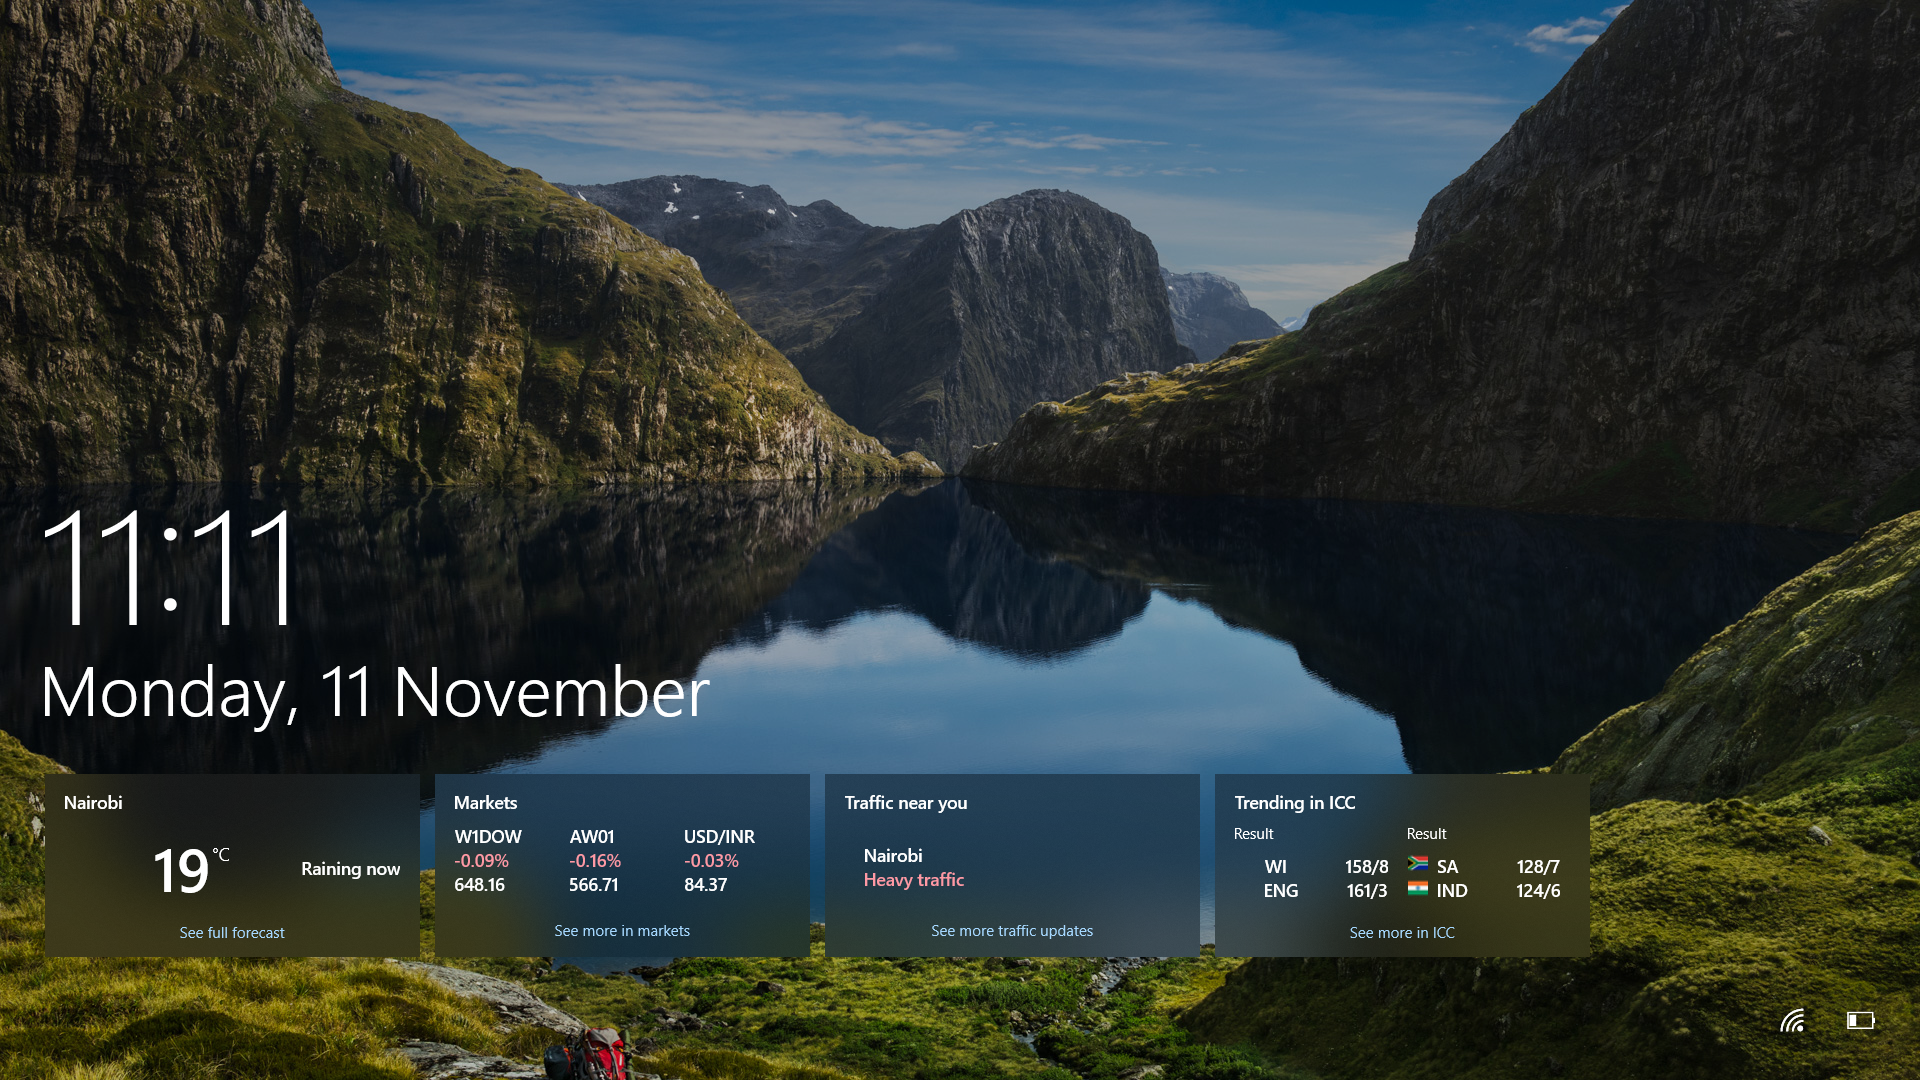 11:11
Monday, 11 November
Nairobi
19 °C
Raining now
See full forecast
Markets
W1DOW AW01 USD/INR
-0.09% -0.16% -0.03%
648.16 566.71 84.37
See more in markets
Traffic near you
Nairobi
Heavy traffic
See more traffic updates
Trending in ICC
Result Result
WI 158/8 SA 128/7
ENG 161/3 IND 124/6
See more in ICC